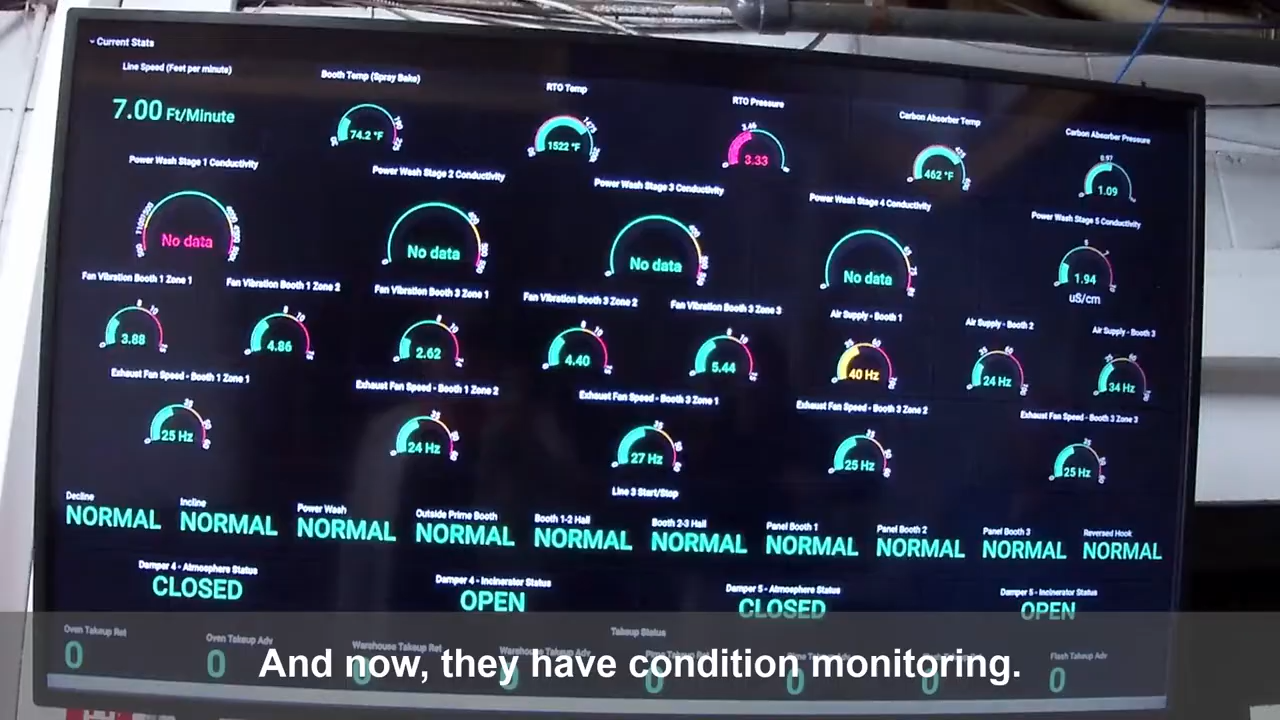 Current Stats
Line Speed (Feet per minute)
7.00 Ft/Minute
Booth Temp (Spray Bake)
74.2 °F
RTO Temp
1522 °F
RTO Pressure
3.46
3.33
Carbon Absorber Temp
462 °F
Carbon Absorber Pressure
0.97
1.09
Power Wash Stage 1 Conductivity
No data
Power Wash Stage 2 Conductivity
No data
Power Wash Stage 3 Conductivity
No data
Power Wash Stage 4 Conductivity
No data
Power Wash Stage 5 Conductivity
1.94
uS/cm
Fan Vibration Booth 1 Zone 1
3.88
Fan Vibration Booth 1 Zone 2
4.86
Fan Vibration Booth 3 Zone 1
2.62
Fan Vibration Booth 3 Zone 2
4.40
Fan Vibration Booth 3 Zone 3
5.44
Air Supply - Booth 1
40 Hz
Air Supply - Booth 2
24 Hz
Air Supply - Booth 3
34 Hz
Exhaust Fan Speed - Booth 1 Zone 1
25 Hz
Exhaust Fan Speed - Booth 1 Zone 2
24 Hz
Exhaust Fan Speed - Booth 3 Zone 1
27 Hz
Exhaust Fan Speed - Booth 3 Zone 2
25 Hz
Exhaust Fan Speed - Booth 3 Zone 3
25 Hz
Line 3 Start/Stop
Decline
NORMAL
Incline
NORMAL
Power Wash
NORMAL
Outside Prime Booth
NORMAL
Booth 1-2 Hall
NORMAL
Booth 2-3 Hall
NORMAL
Panel Booth 1
NORMAL
Panel Booth 2
NORMAL
Panel Booth 3
NORMAL
Reversed Hook
NORMAL
Damper 4 - Atmosphere Status
CLOSED
Damper 4 - Incinerator Status
OPEN
Damper 5 - Atmosphere Status
CLOSED
Damper 5 - Incinerator Status
OPEN
Takeup Status
Oven Takeup Ret
0
Oven Takeup Adv
0
Warehouse Takeup Ret
0
Warehouse Takeup Adv
0
0
0
0
Flash Takeup Adv
0
And now, they have condition monitoring.